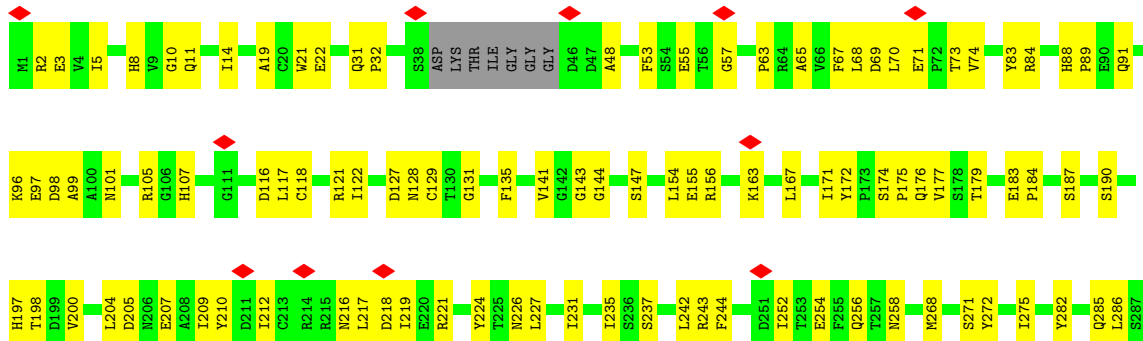 M1 R2 E3 V4 I5 H8 V9 G10 Q11 I14 A19 C20 W21 E22 Q31 P32 S38 ASP LYS THR ILE GLY GLY GLY D46 D47 A48 F53 S54 E55 T56 G57 P63 R64 A65 V66 F67 L68 D69 L70 E71 P72 T73 V74 Y83 R84 H88 P89 E90 Q91
K96 E97 D98 A99 A100 N101 R105 G106 H107 G111 D116 L117 C118 R121 I122 D127 N128 C129 T130 G131 F135 V141 G142 G143 G144 S147 L154 E155 R156 K163 L167 I171 Y172 P173 S174 P175 Q176 V177 S178 T179 E183 P184 S187 S190
H197 T198 D199 V200 L204 D205 N206 E207 A208 I209 Y210 D211 I212 C213 R214 R215 N216 L217 D218 I219 E220 R221 Y224 T225 N226 L227 I231 I235 S236 S237 L242 R243 F244 D251 I252 T253 E254 F255 Q256 T257 N258 M268 S271 Y272 I275 Y282 Q285 L286 S287